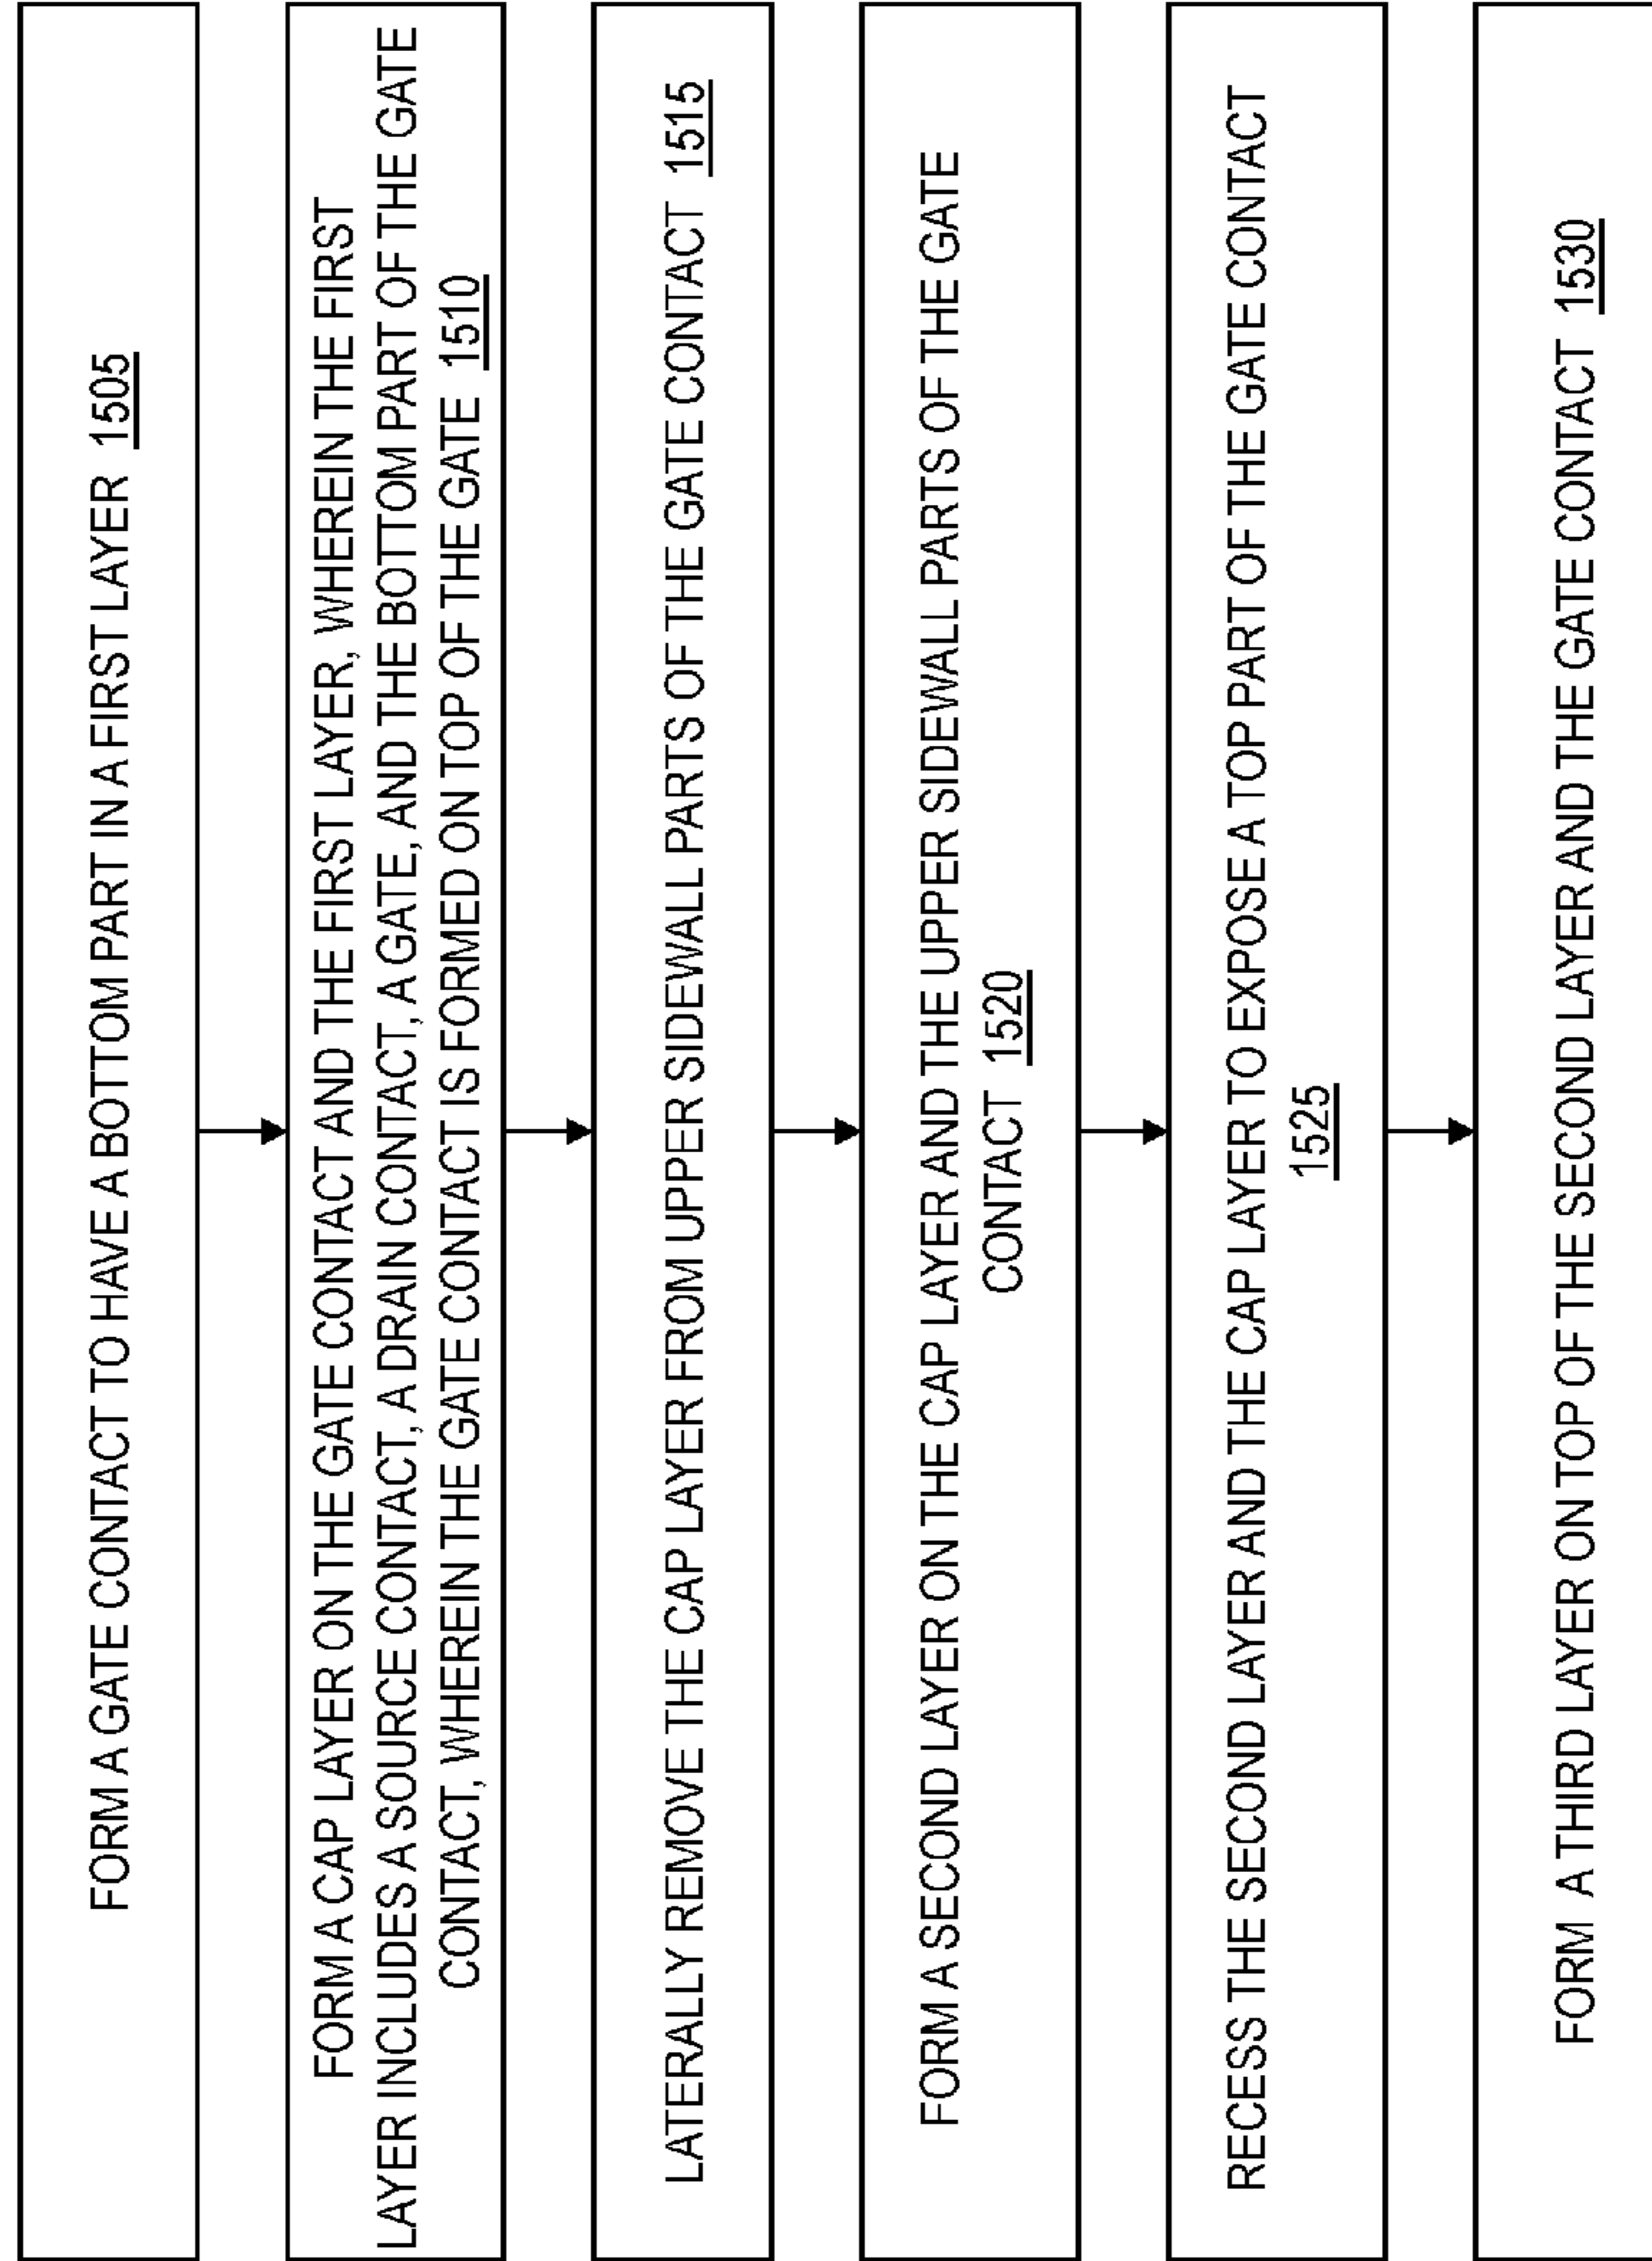 FORM A GATE CONTACT TO HAVE A BOTTOM PART IN A FIRST LAYER 1505
FORM A CAP LAYER ON THE GATE CONTACT AND THE FIRST LAYER, WHEREIN THE FIRST
LAYER INCLUDES A SOURCE CONTACT, A DRAIN CONTACT, A GATE, AND THE BOTTOM PART OF THE GATE
CONTACT, WHEREIN THE GATE CONTACT IS FORMED ON TOP OF THE GATE 1510
LATERALLY REMOVE THE CAP LAYER FROM UPPER SIDEWALL PARTS OF THE GATE CONTACT 1515
FORM A SECOND LAYER ON THE CAP LAYER AND THE UPPER SIDEWALL PARTS OF THE GATE
CONTACT 1520
RECESS THE SECOND LAYER AND THE CAP LAYER TO EXPOSE A TOP PART OF THE GATE CONTACT
1525
FORM A THIRD LAYER ON TOP OF THE SECOND LAYER AND THE GATE CONTACT 1530